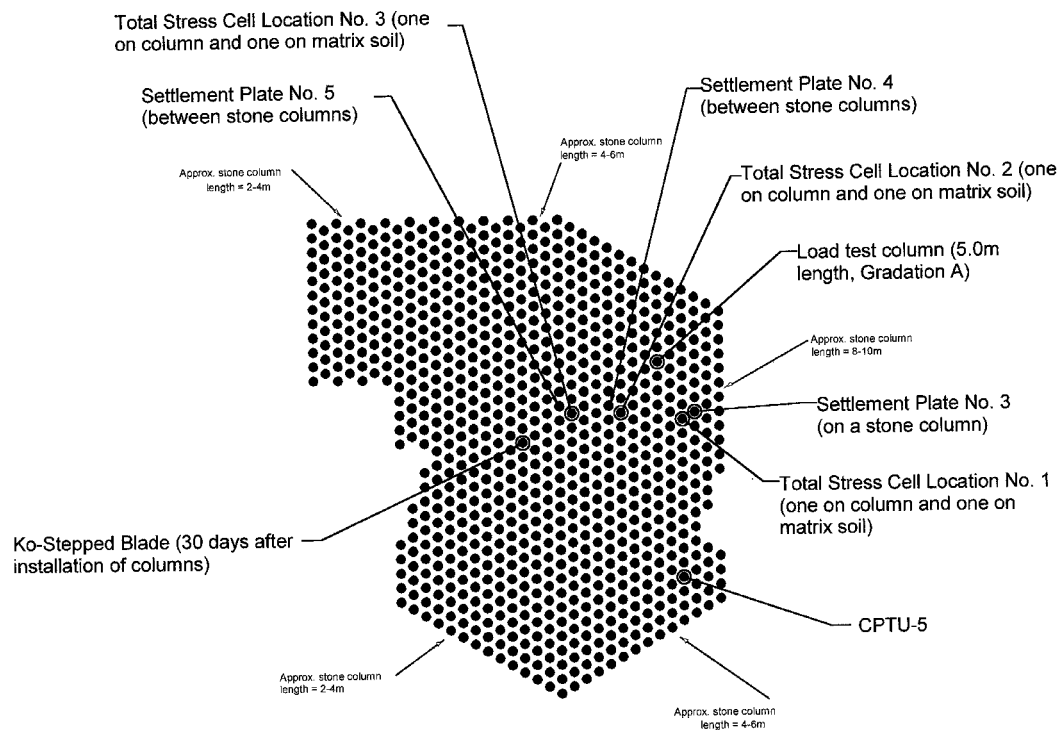 Total Stress Cell Location No. 3 (one
on column and one on matrix soil)
Settlement Plate No. 5
(between stone columns)
Settlement Plate No. 4
(between stone columns)
Approx. stone column
length = 4-6m
Approx. stone column
length = 2-4m
Total Stress Cell Location No. 2 (one
on column and one on matrix soil)
Load test column (5.0m
length, Gradation A)
Approx. stone column
length = 8-10m
Settlement Plate No. 3
(on a stone column)
Total Stress Cell Location No. 1
(one on column and one on
matrix soil)
Ko-Stepped Blade (30 days after
installation of columns)
CPTU-5
Approx. stone column
length = 2-4m
Approx. stone column
length = 4-6m